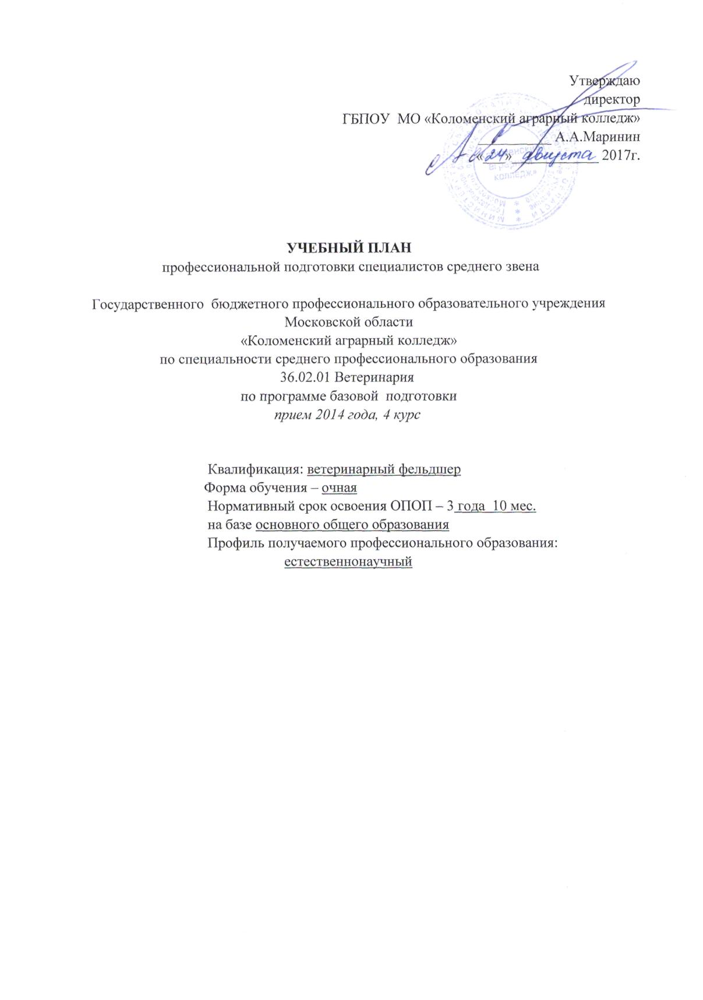 Утверждаю
директор
ГБПОУ МО «Коломенский аграрный колледж»
__________ А.А.Маринин
«24» августа 2017г.
аграрный
колледж»
УЧЕБНЫЙ ПЛАН
профессиональной подготовки специалистов среднего звена
Государственного бюджетного профессионального образовательного учреждения
Московской области
«Коломенский аграрный колледж»
по специальности среднего профессионального образования
36.02.01 Ветеринария
по программе базовой подготовки
прием 2014 года, 4 курс
Квалификация: ветеринарный фельдшер
Форма обучения – очная
Нормативный срок освоения ОПОП – 3 года 10 мес.
на базе основного общего образования
Профиль получаемого профессионального образования:
естественнонаучный